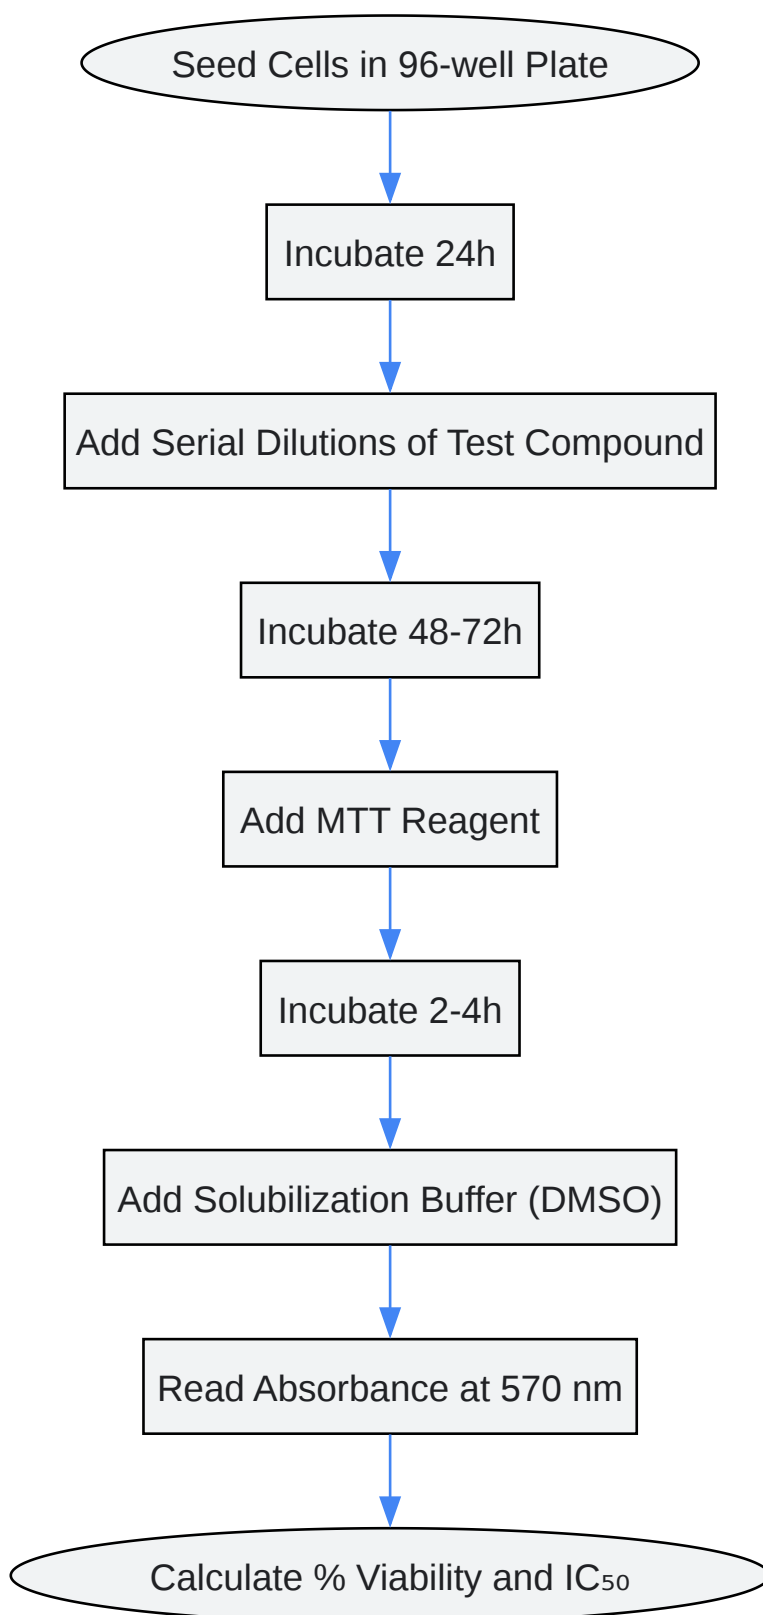 Seed Cells in 96-well Plate
Incubate 24h
Add Serial Dilutions of Test Compound
Incubate 48-72h
Add MTT Reagent
Incubate 2-4h
Add Solubilization Buffer (DMSO)
Read Absorbance at 570 nm
Calculate % Viability and IC₅₀